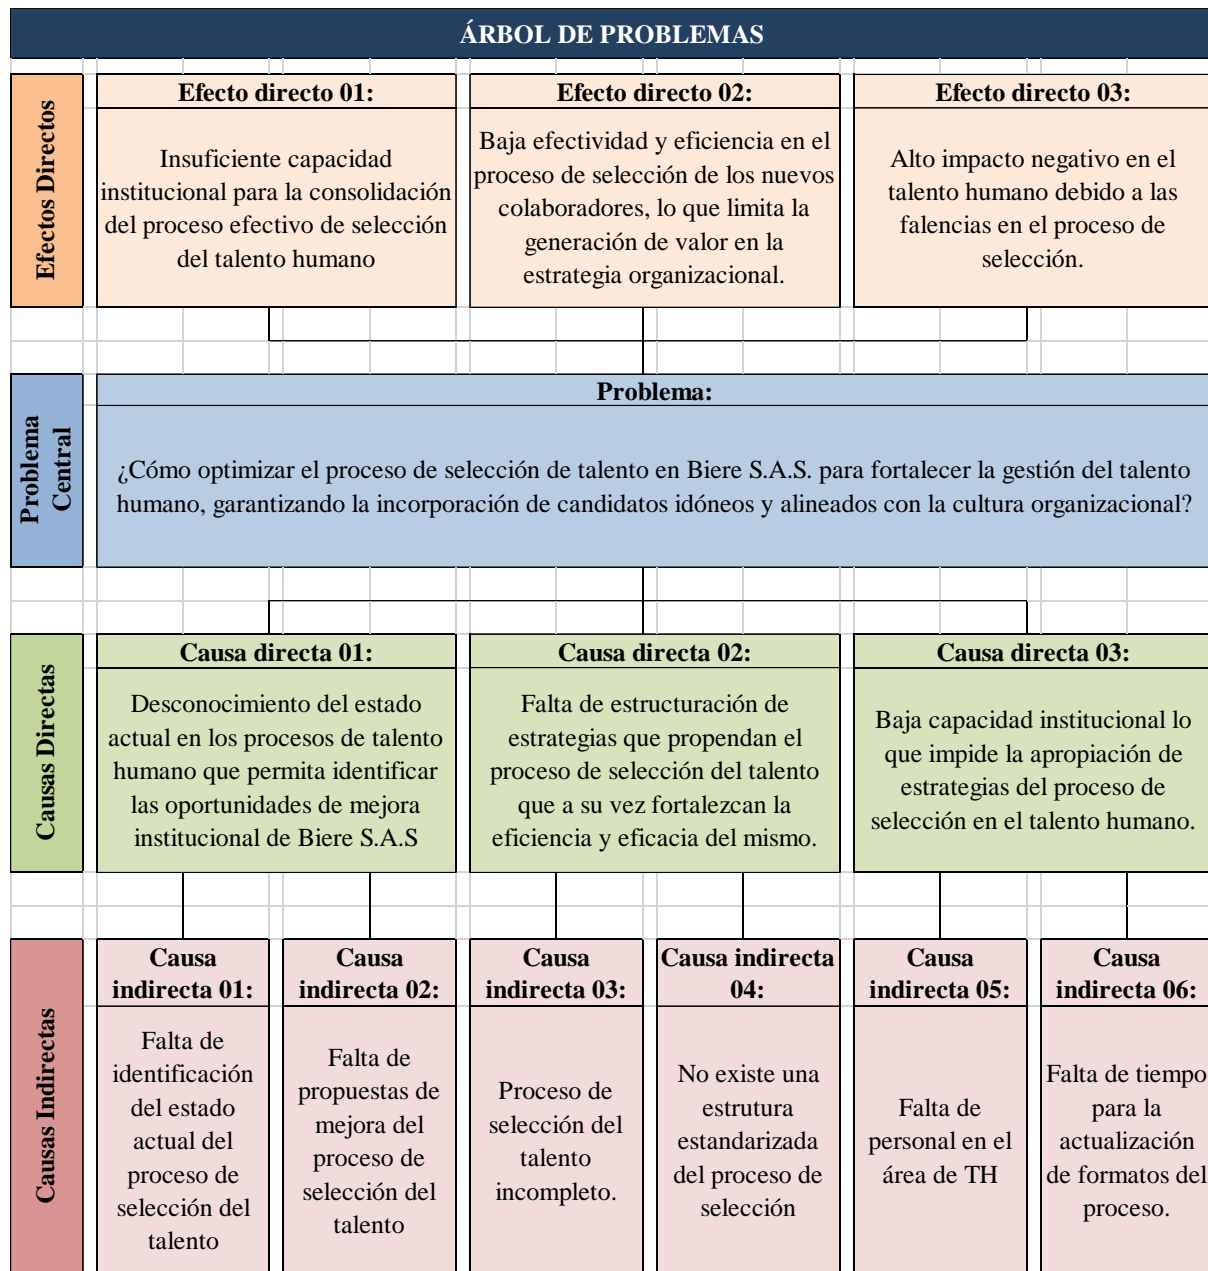 ÁRBOL DE PROBLEMAS
Efectos Directos
Efecto directo 01:
Insuficiente capacidad
institucional para la consolidación
del proceso efectivo de selección
del talento humano
Efecto directo 02:
Baja efectividad y eficiencia en el
proceso de selección de los nuevos
colaboradores, lo que limita la
generación de valor en la
estrategia organizacional.
Efecto directo 03:
Alto impacto negativo en el
talento humano debido a las
falencias en el proceso de
selección.
Problema
Central
Problema:
¿Cómo optimizar el proceso de selección de talento en Biere S.A.S. para fortalecer la gestión del talento
humano, garantizando la incorporación de candidatos idóneos y alineados con la cultura organizacional?
Causas Directas
Causa directa 01:
Desconocimiento del estado
actual en los procesos de talento
humano que permita identificar
las oportunidades de mejora
institucional de Biere S.A.S
Causa directa 02:
Falta de estructuración de
estrategias que propendan el
proceso de selección del talento
que a su vez fortalezcan la
eficiencia y eficacia del mismo.
Causa directa 03:
Baja capacidad institucional lo
que impide la apropiación de
estrategias del proceso de
selección en el talento humano.
Causas Indirectas
Causa
indirecta 01:
Falta de
identificación
del estado
actual del
proceso de
selección del
talento
Causa
indirecta 02:
Falta de
propuestas de
mejora del
proceso de
selección del
talento
Causa
indirecta 03:
Proceso de
selección del
talento
incompleto.
Causa indirecta
04:
No existe una
estrutura
estandarizada
del proceso de
selección
Causa
indirecta 05:
Falta de
personal en el
área de TH
Causa
indirecta 06:
Falta de tiempo
para la
actualización
de formatos del
proceso.